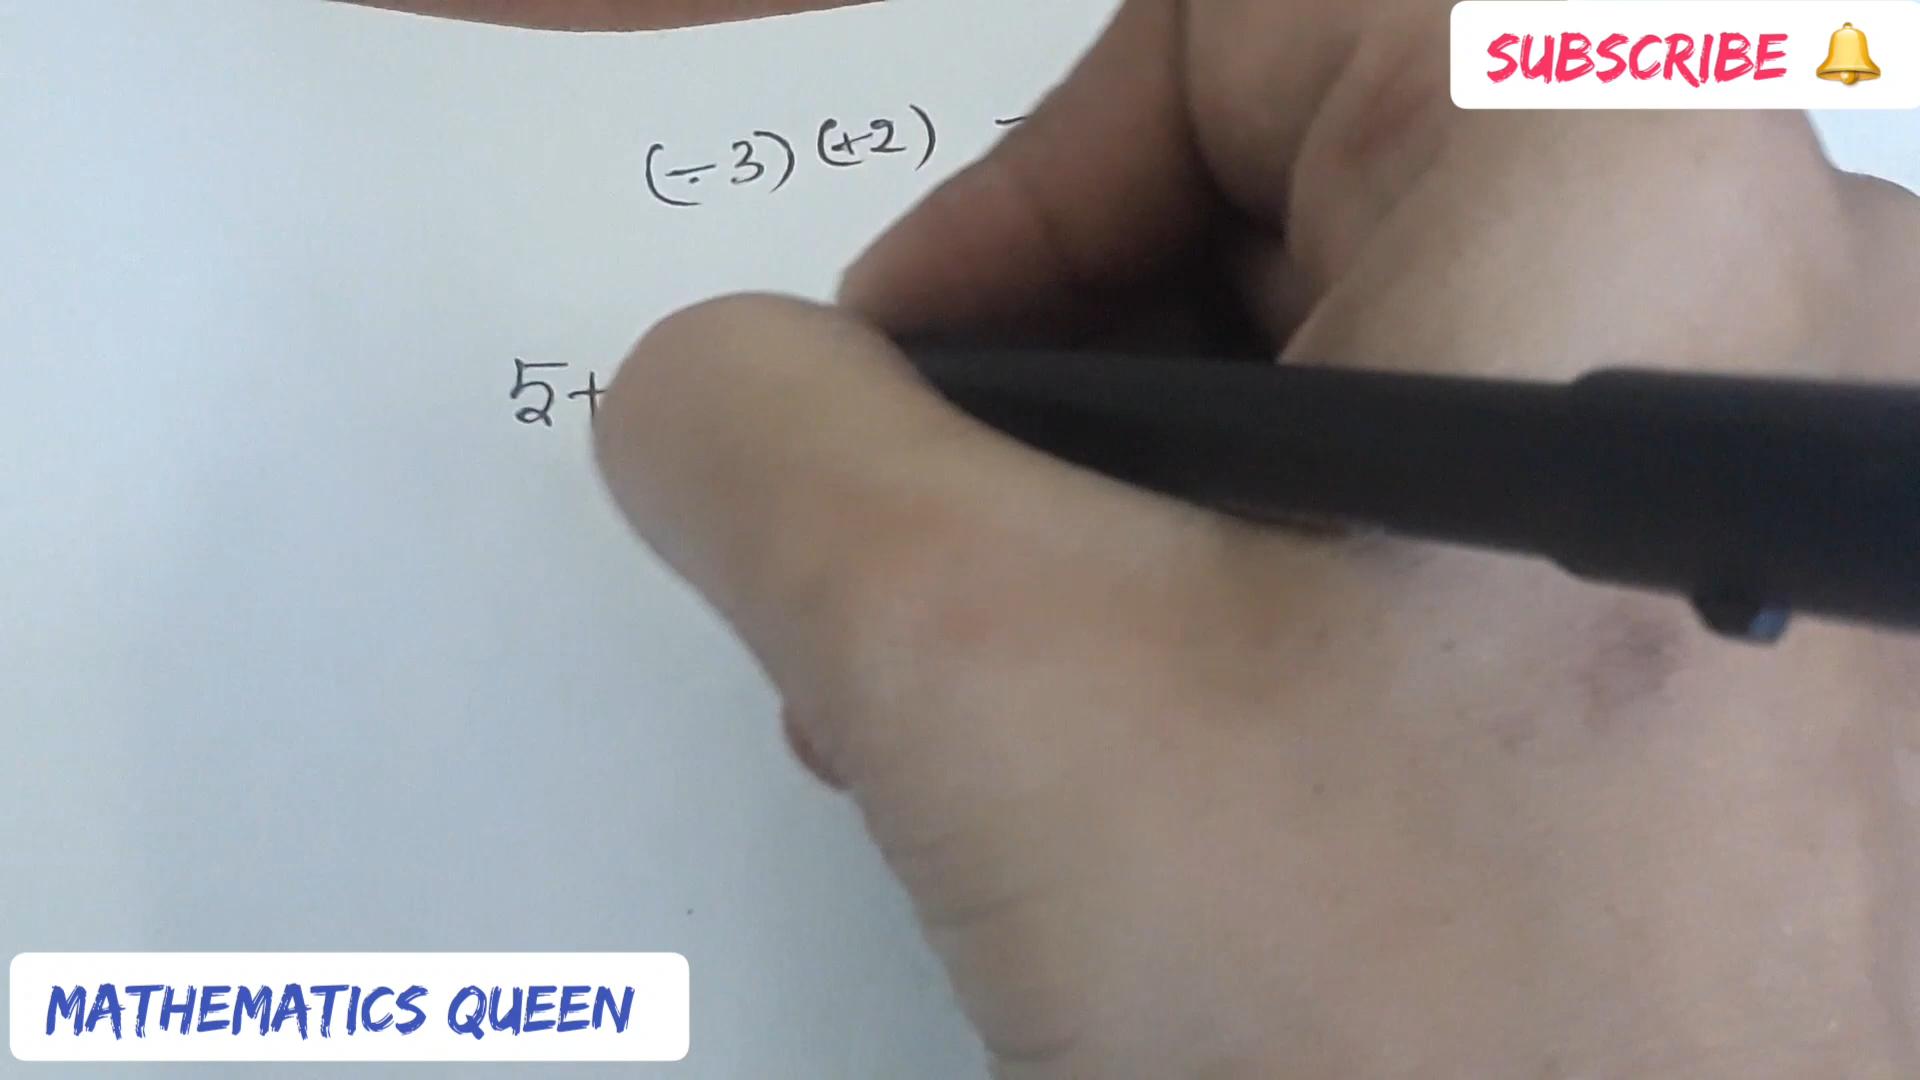 SUBSCRIBE 🔔
(÷3) (+2) -
5+
MATHEMATICS QUEEN